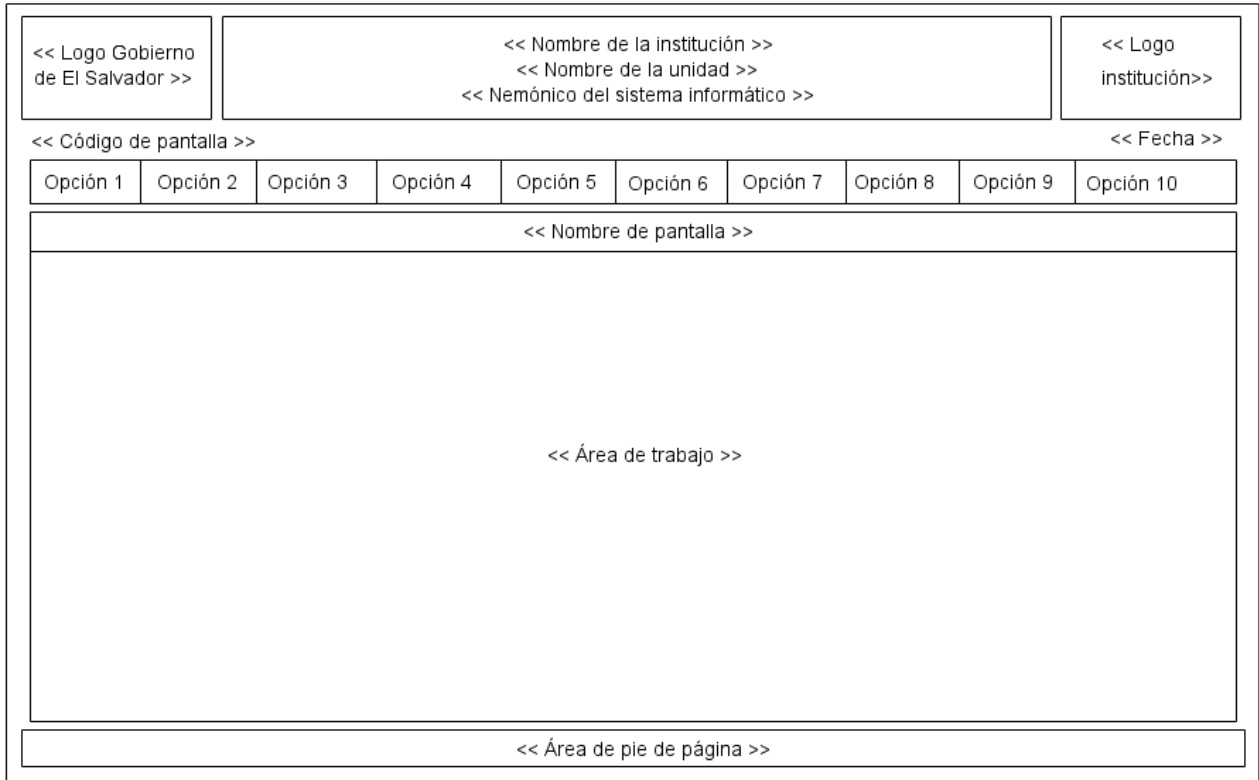 << Logo Gobierno
de El Salvador >>
<< Nombre de la institución >>
<< Nombre de la unidad >>
<< Nemónico del sistema informático >>
<< Logo
institución>>
<< Código de pantalla >>
<< Fecha >>
Opción 1 Opción 2 Opción 3 Opción 4 Opción 5 Opción 6 Opción 7 Opción 8 Opción 9 Opción 10
<< Nombre de pantalla >>
<< Área de trabajo >>
<< Área de pie de página >>